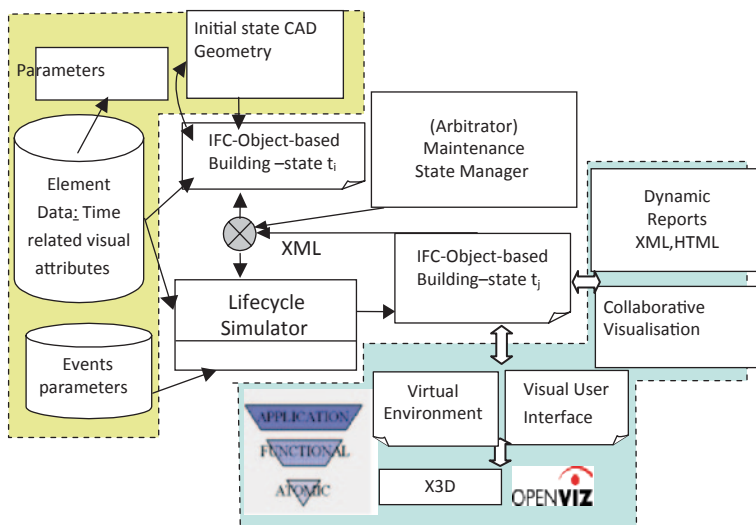 Initial state CAD
Geometry
Parameters
IFC-Object-based
Building –state ti
(Arbitrator)
Maintenance
State Manager
Element
Data: Time
related visual
attributes
Dynamic
Reports
XML,HTML
XML
IFC-Object-based
Building–state tj
Lifecycle
Simulator
Collaborative
Visualisation
Events
parameters
Virtual
Environment
Visual User
Interface
APPLICATION
FUNCTIONAL
ATOMIC
X3D
OPENVIZ